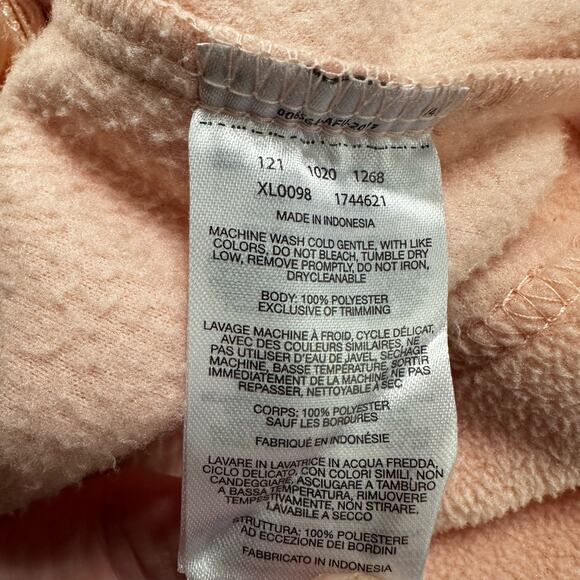 121 1020 1268
XL0098 1744621
MADE IN INDONESIA
MACHINE WASH COLD GENTLE, WITH LIKE
COLORS, DO NOT BLEACH, TUMBLE DRY
LOW, REMOVE PROMPTLY, DO NOT IRON,
DRYCLEANABLE
BODY: 100% POLYESTER
EXCLUSIVE OF TRIMMING
LAVAGE MACHINE À FROID, CYCLE DÉLICAT,
AVEC DES COULEURS SIMILAIRES, NE
PAS UTILISER D'EAU DE JAVEL, SÉCHAGE
MACHINE, BASSE TEMPÉRATURE, SORTIR
IMMÉDIATEMENT DE LA MACHINE, NE PAS
REPASSER, NETTOYABLE À SEC
CORPS: 100% POLYESTER
SAUF LES BORDURES
FABRIQUÉ EN INDONÉSIE
LAVARE IN LAVATRICE IN ACQUA FREDDA,
CICLO DELICATO, CON COLORI SIMILI, NON
CANDEGGIARE, ASCIUGARE A TAMBURO
A BASSA TEMPERATURA, RIMUOVERE
TEMPESTIVAMENTE, NON STIRARE.
LAVABILE A SECCO
STRUTTURA: 100% POLIESTERE
AD ECCEZIONE DEI BORDINI
FABBRICATO IN INDONESIA